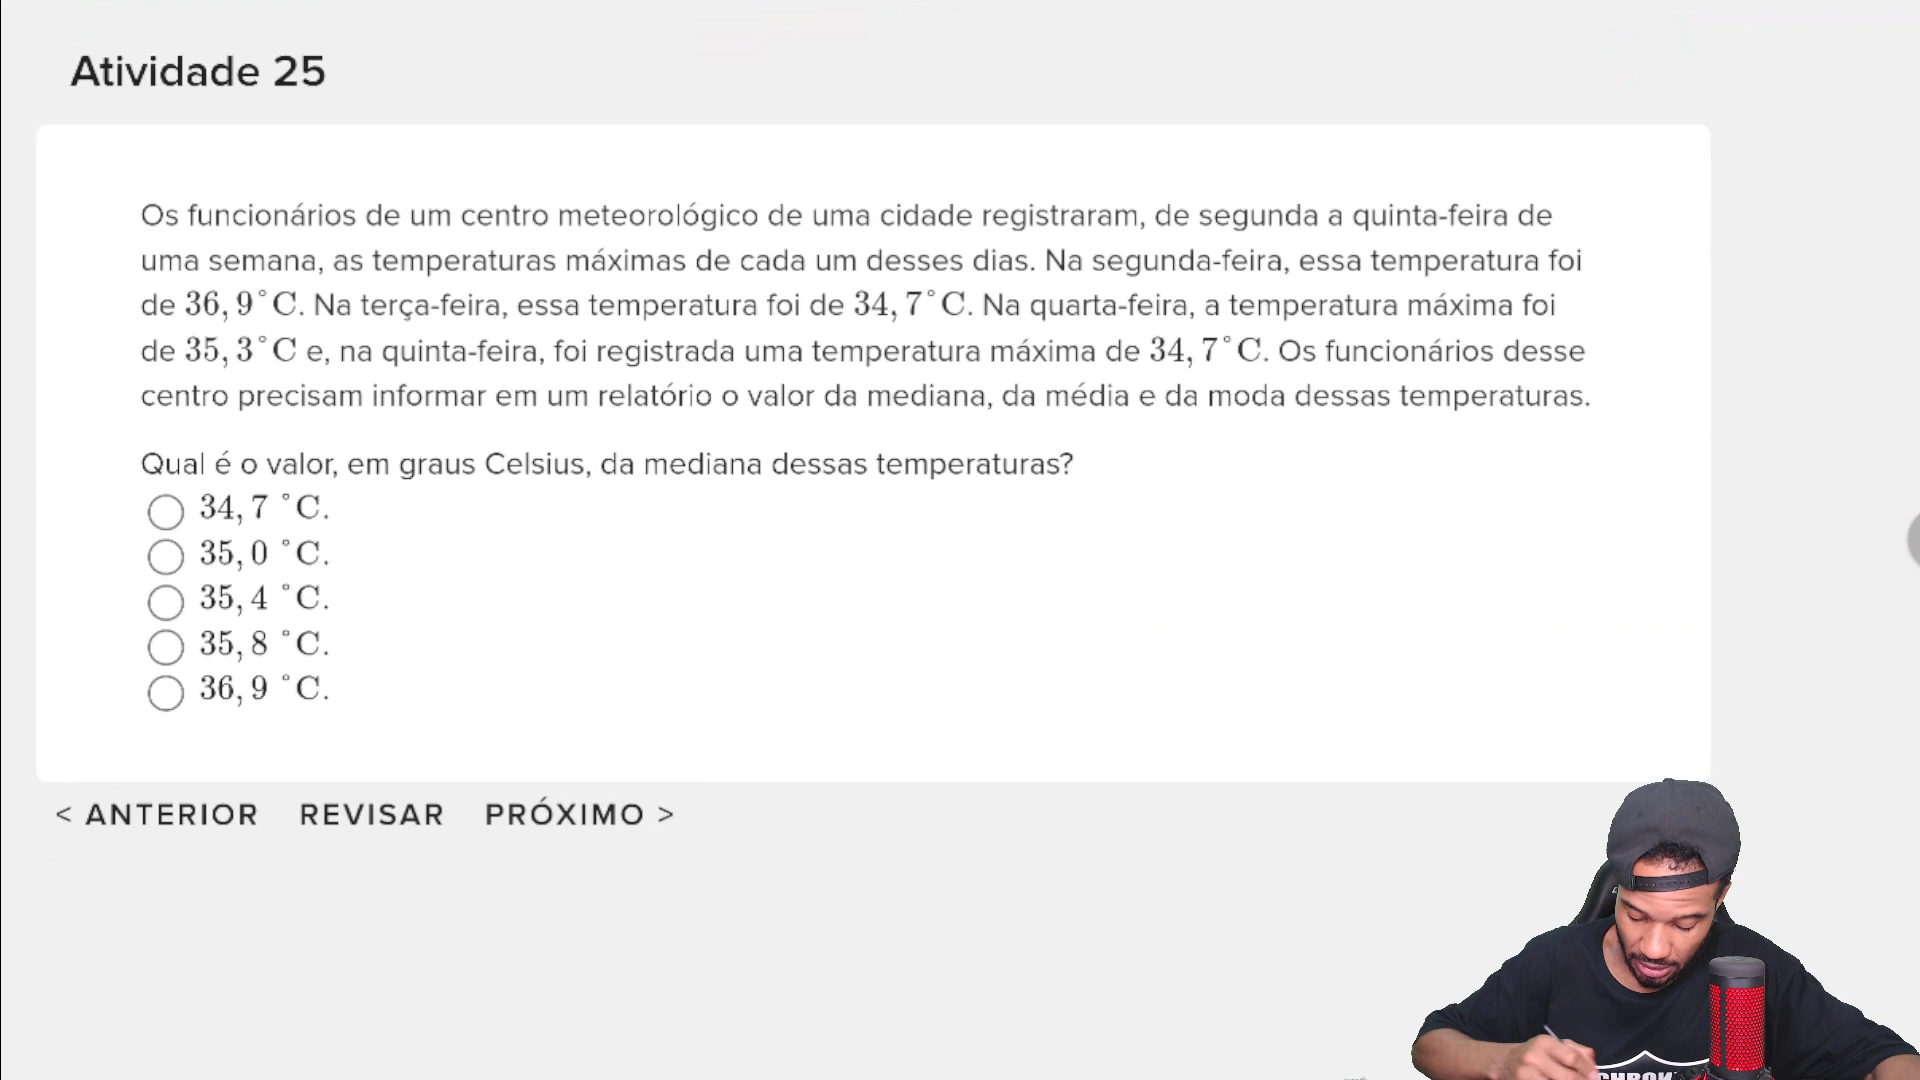 Atividade 25
Os funcionários de um centro meteorológico de uma cidade registraram, de segunda a quinta-feira de
uma semana, as temperaturas máximas de cada um desses dias. Na segunda-feira, essa temperatura foi
de 36, 9°C. Na terça-feira, essa temperatura foi de 34, 7°C. Na quarta-feira, a temperatura máxima foi
de 35, 3°C e, na quinta-feira, foi registrada uma temperatura máxima de 34, 7°C. Os funcionários desse
centro precisam informar em um relatório o valor da mediana, da média e da moda dessas temperaturas.
Qual é o valor, em graus Celsius, da mediana dessas temperaturas?
34, 7 °C.
35, 0 °C.
35, 4 °C.
35, 8 °C.
36, 9 °C.
< ANTERIOR REVISAR PRÓXIMO >